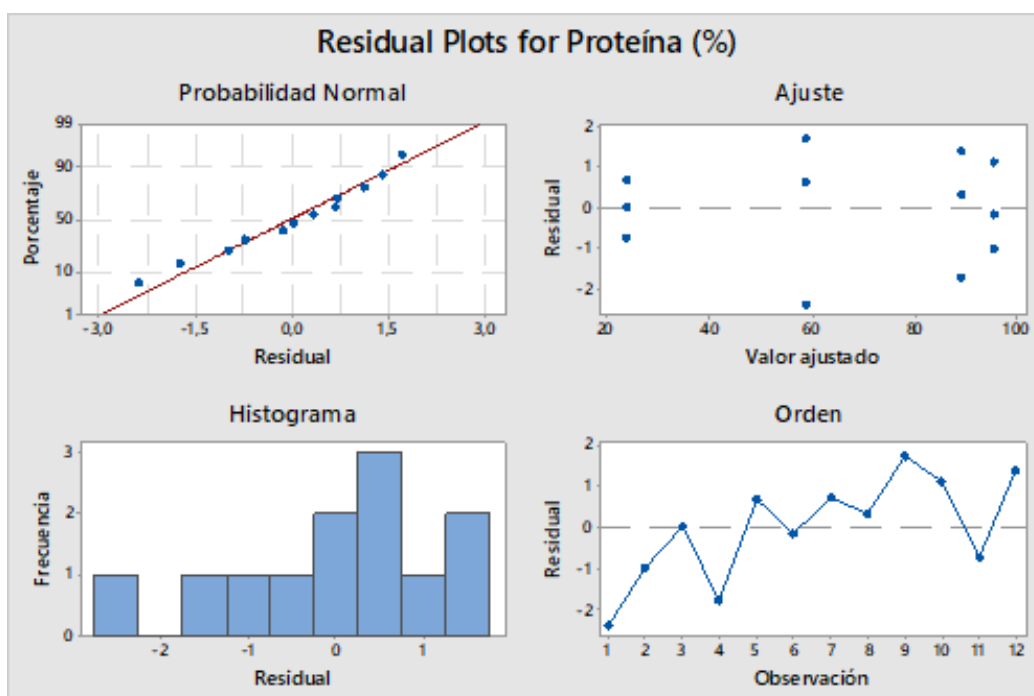 Residual Plots for Proteína (%)
Probabilidad Normal
Porcentaje
99
90
50
10
1
-3,0 -1,5 0,0 1,5 3,0
Residual
Ajuste
Residual
2
1
0
-1
-2
20 40 60 80 100
Valor ajustado
Histograma
Frecuencia
3
2
1
0
-2 -1 0 1
Residual
Orden
Residual
2
1
0
-1
-2
1 2 3 4 5 6 7 8 9 10 11 12
Observación